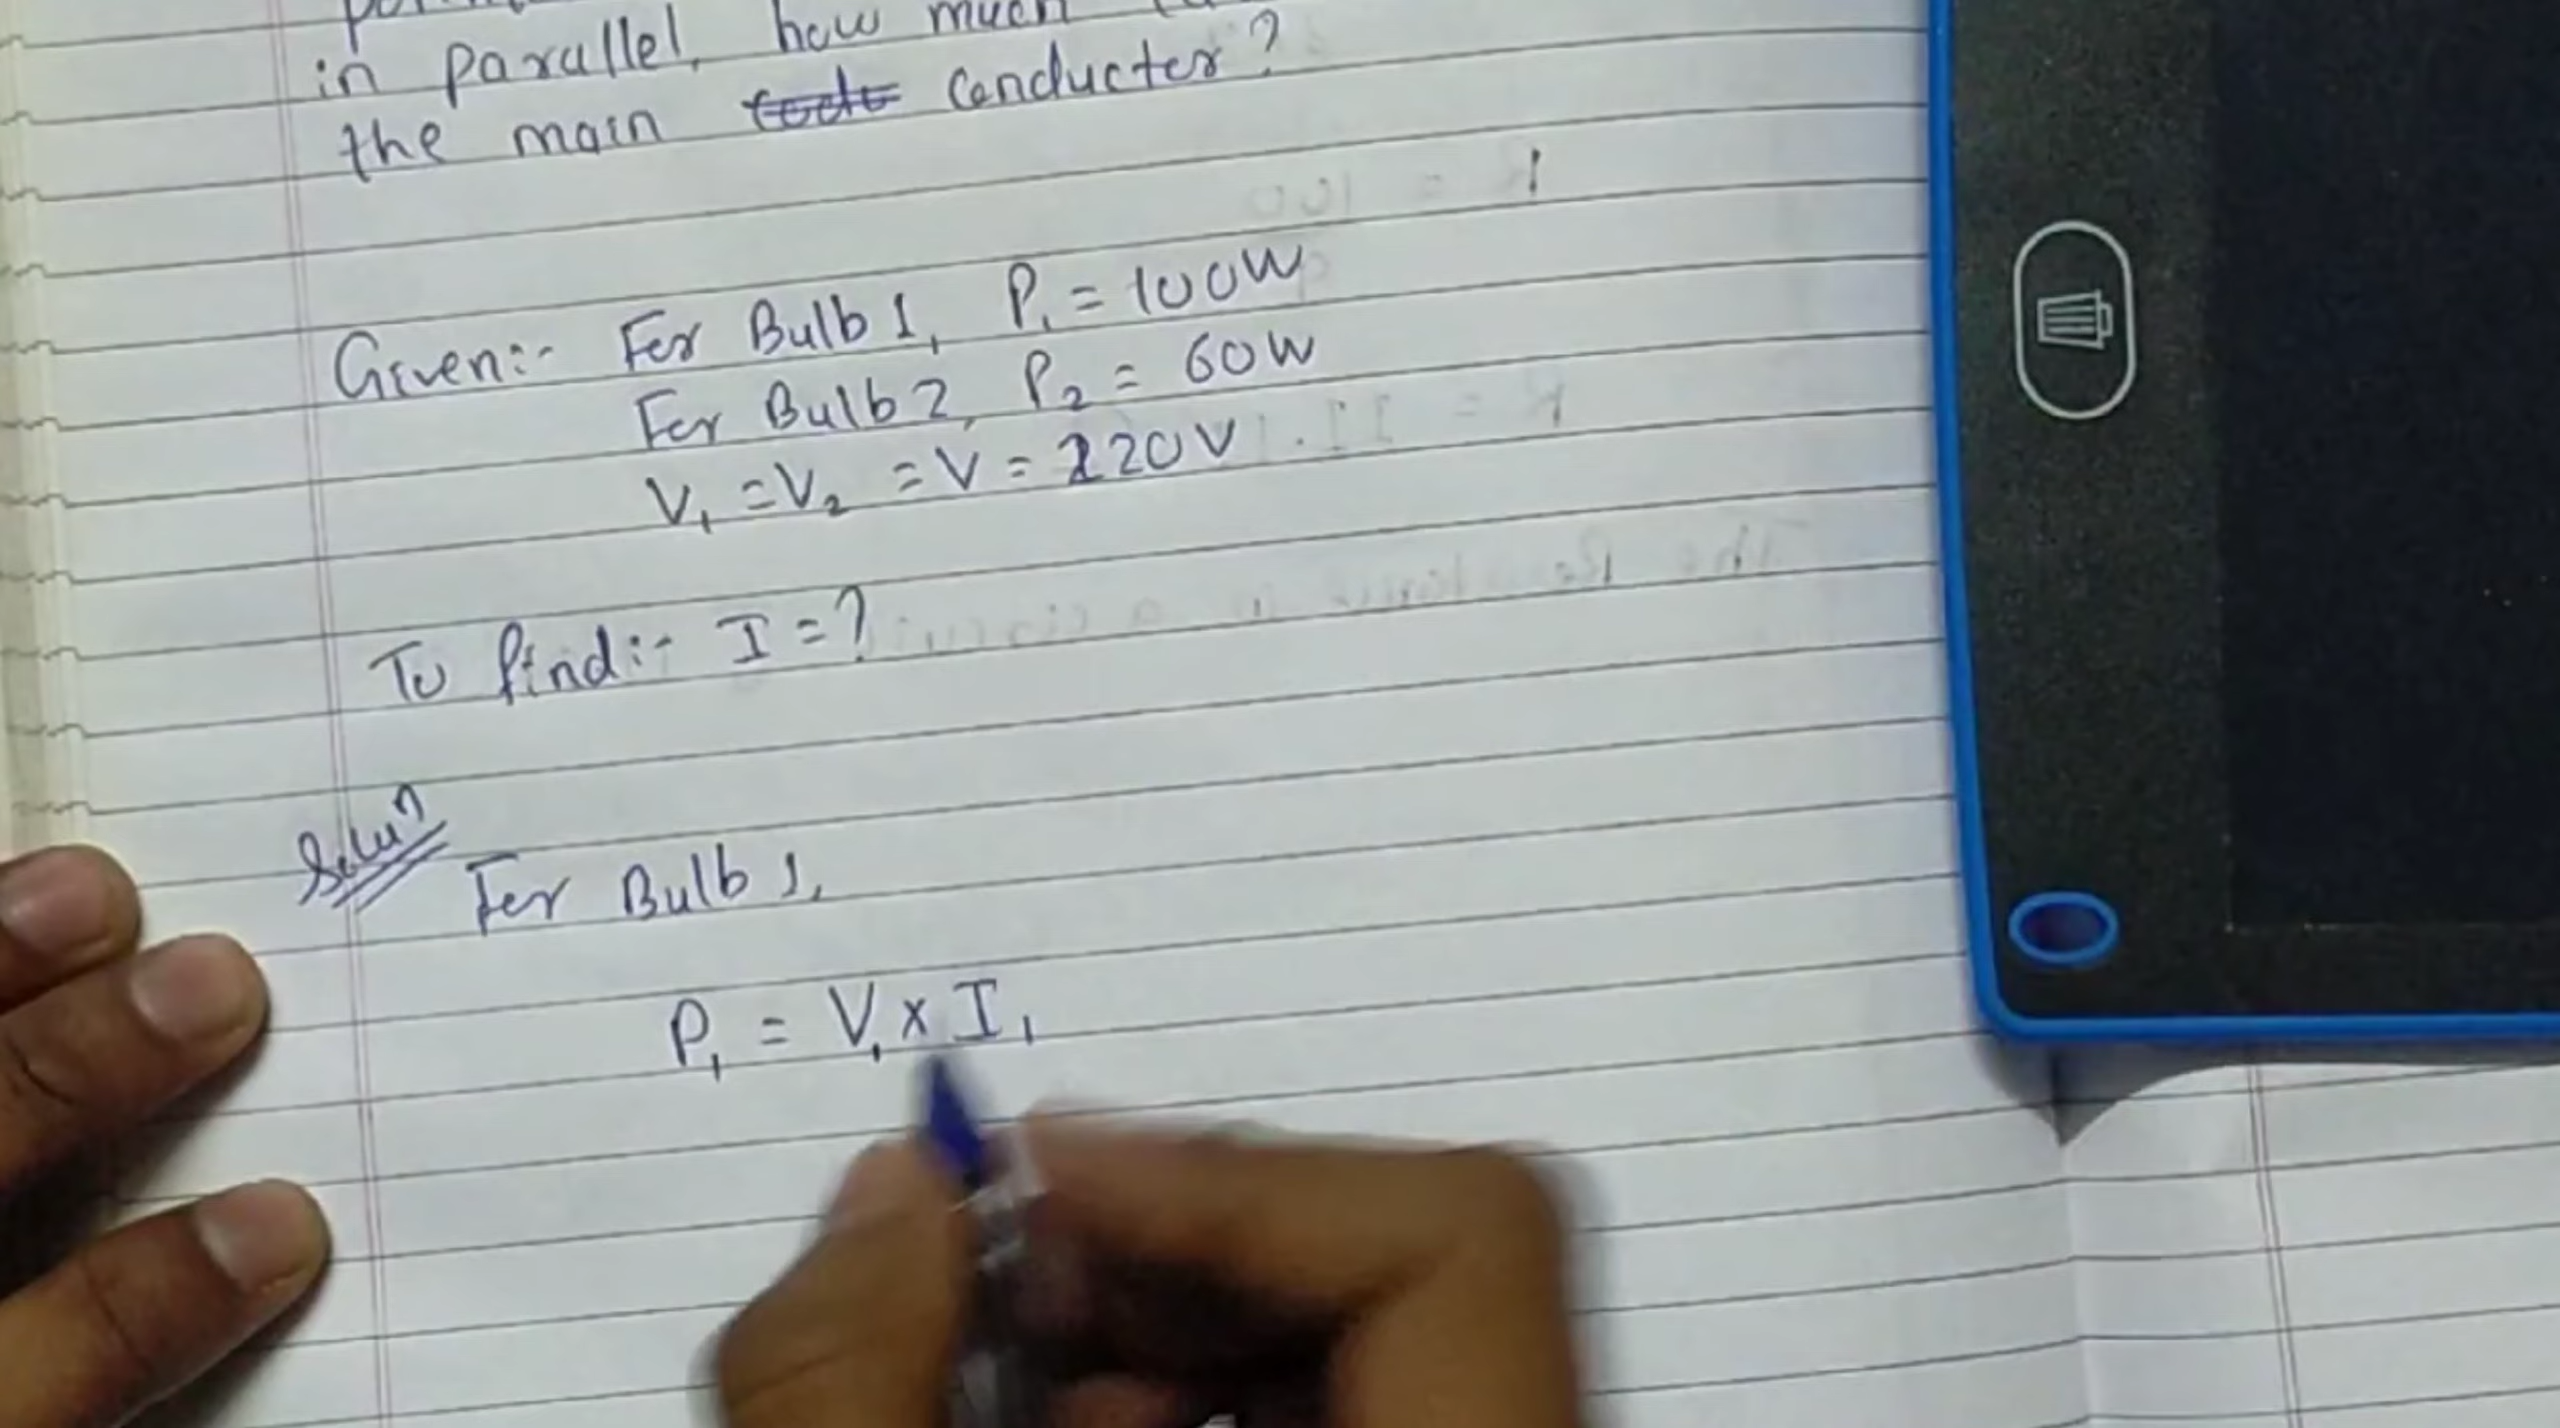 in parallel, how much
the main conductor?
Given:- For Bulb 1, P₁ = 100W
For Bulb 2, P₂ = 60W
V₁ = V₂ = V = 220V
To find:- I = ?
Soluⁿ
For Bulb 1,
P₁ = V₁ x I₁